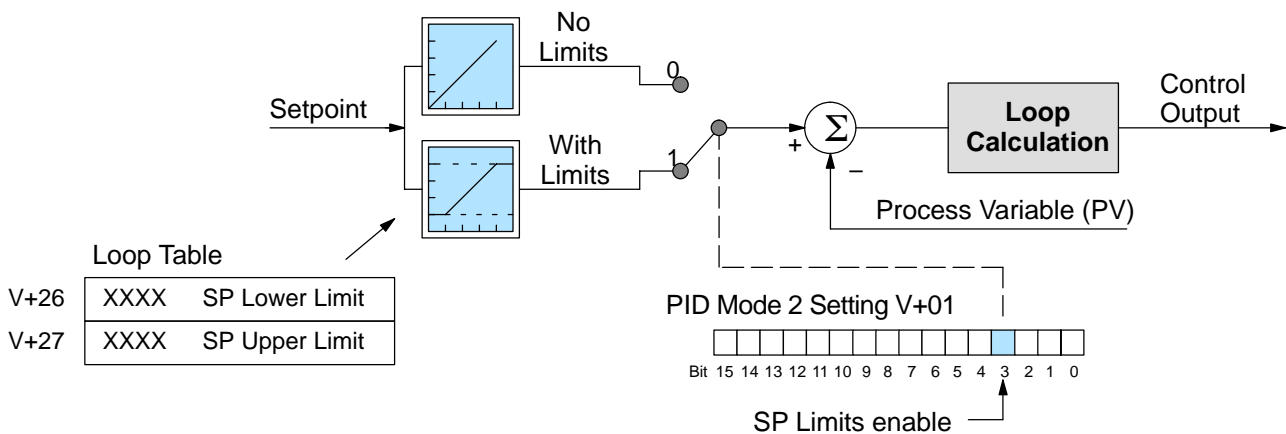 No
Limits
0
Setpoint
With
Limits
1
+
Σ
−
Loop
Calculation
Control
Output
Process Variable (PV)
Loop Table
V+26 XXXX SP Lower Limit
V+27 XXXX SP Upper Limit
PID Mode 2 Setting V+01
Bit 15 14 13 12 11 10 9 8 7 6 5 4 3 2 1 0
SP Limits enable